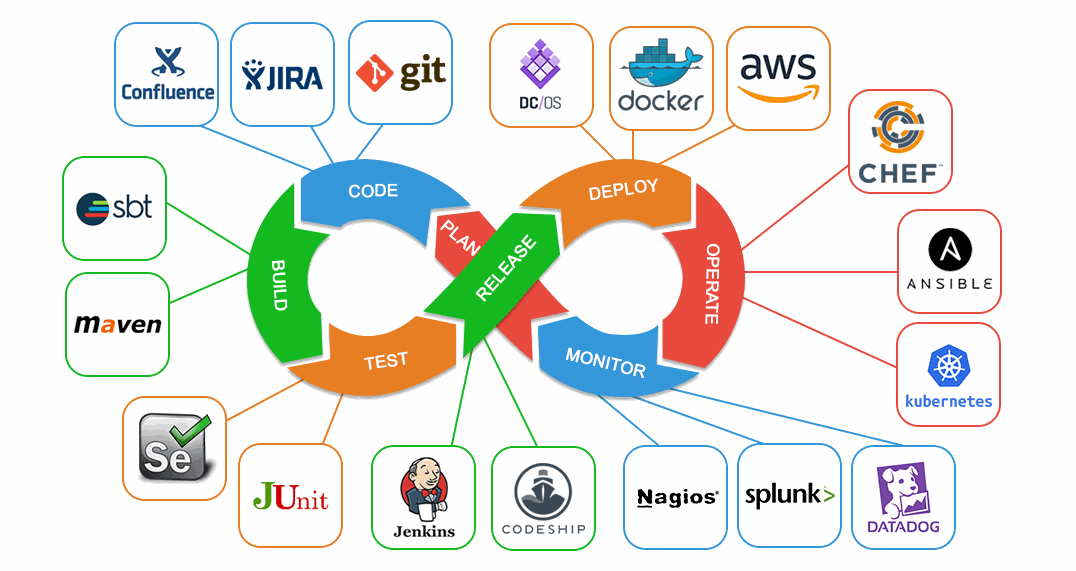 Confluence
JIRA
git
DC/OS
docker
aws
CHEF™
sbt
CODE
DEPLOY
PLAN
RELEASE
BUILD
OPERATE
ANSIBLE
maven
TEST
MONITOR
kubernetes
Se
JUnit
Jenkins
CODESHIP
Nagios®
splunk>
DATADOG